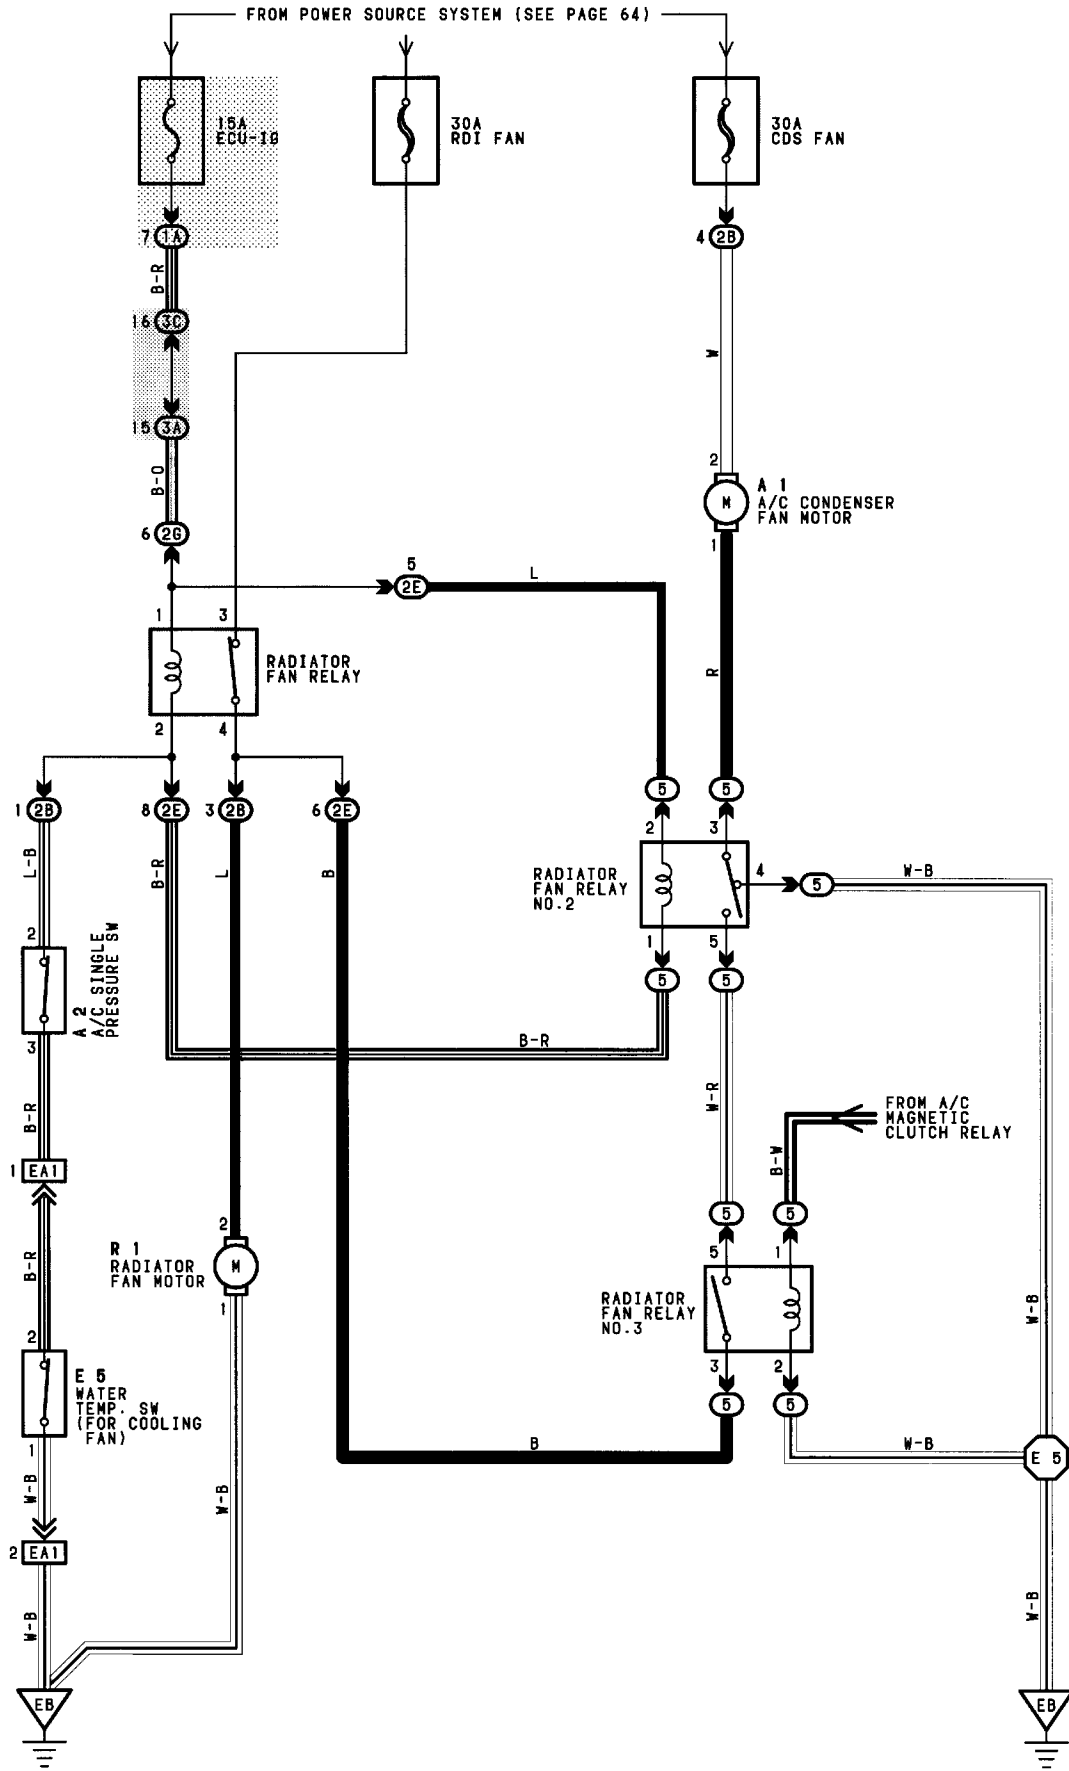 FROM POWER SOURCE SYSTEM (SEE PAGE 64)
15A
ECU-IG
30A
RDI FAN
30A
CDS FAN
7 1A
4 2B
B-R
16 3C
W
15 3A
B-O
2
A 1
A/C CONDENSER
FAN MOTOR
M
1
6 2G
5
2E
L
1
3
RADIATOR
FAN RELAY
R
2
4
1 2B
8 2E
3 2B
6 2E
5
5
L-B
B-R
L
B
2
3
RADIATOR
FAN RELAY
NO.2
4
5
W-B
1
5
5
5
2
A 2
A/C SINGLE
PRESSURE SW
3
B-R
B-R
W-R
FROM A/C
MAGNETIC
CLUTCH RELAY
B-W
1 EA1
5
5
B-R
R 1
RADIATOR
FAN MOTOR
2
M
1
5
1
RADIATOR
FAN RELAY
NO.3
W-B
2
E 5
WATER
TEMP. SW
(FOR COOLING
FAN)
1
3
2
5
5
B
W-B
E 5
W-B
W-B
2 EA1
W-B
W-B
EB
EB